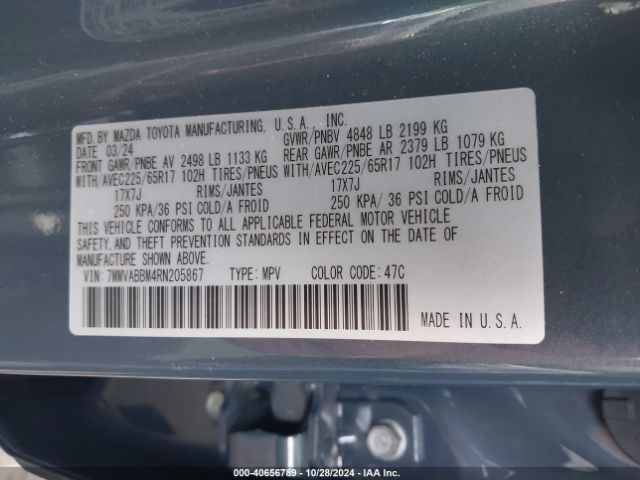 MFD. BY MAZDA TOYOTA MANUFACTURING, U.S.A., INC.
DATE 03/24 GVWR/PNBV 4848 LB 2199 KG
FRONT GAWR/PNBE AV 2498 LB 1133 KG REAR GAWR/PNBE AR 2379 LB 1079 KG
WITH/AVEC225/65R17 102H TIRES/PNEUS WITH/AVEC225/65R17 102H TIRES/PNEUS
17X7J RIMS/JANTES 17X7J RIMS/JANTES
250 KPA/36 PSI COLD/A FROID 250 KPA/36 PSI COLD/A FROID
THIS VEHICLE CONFORMS TO ALL APPLICABLE FEDERAL MOTOR VEHICLE
SAFETY, AND THEFT PREVENTION STANDARDS IN EFFECT ON THE DATE OF
MANUFACTURE SHOWN ABOVE.
VIN: 7MMVABBM4RN205867 TYPE: MPV COLOR CODE: 47C
MADE IN U.S.A.
000-40656789 - 10/28/2024 - IAA Inc.